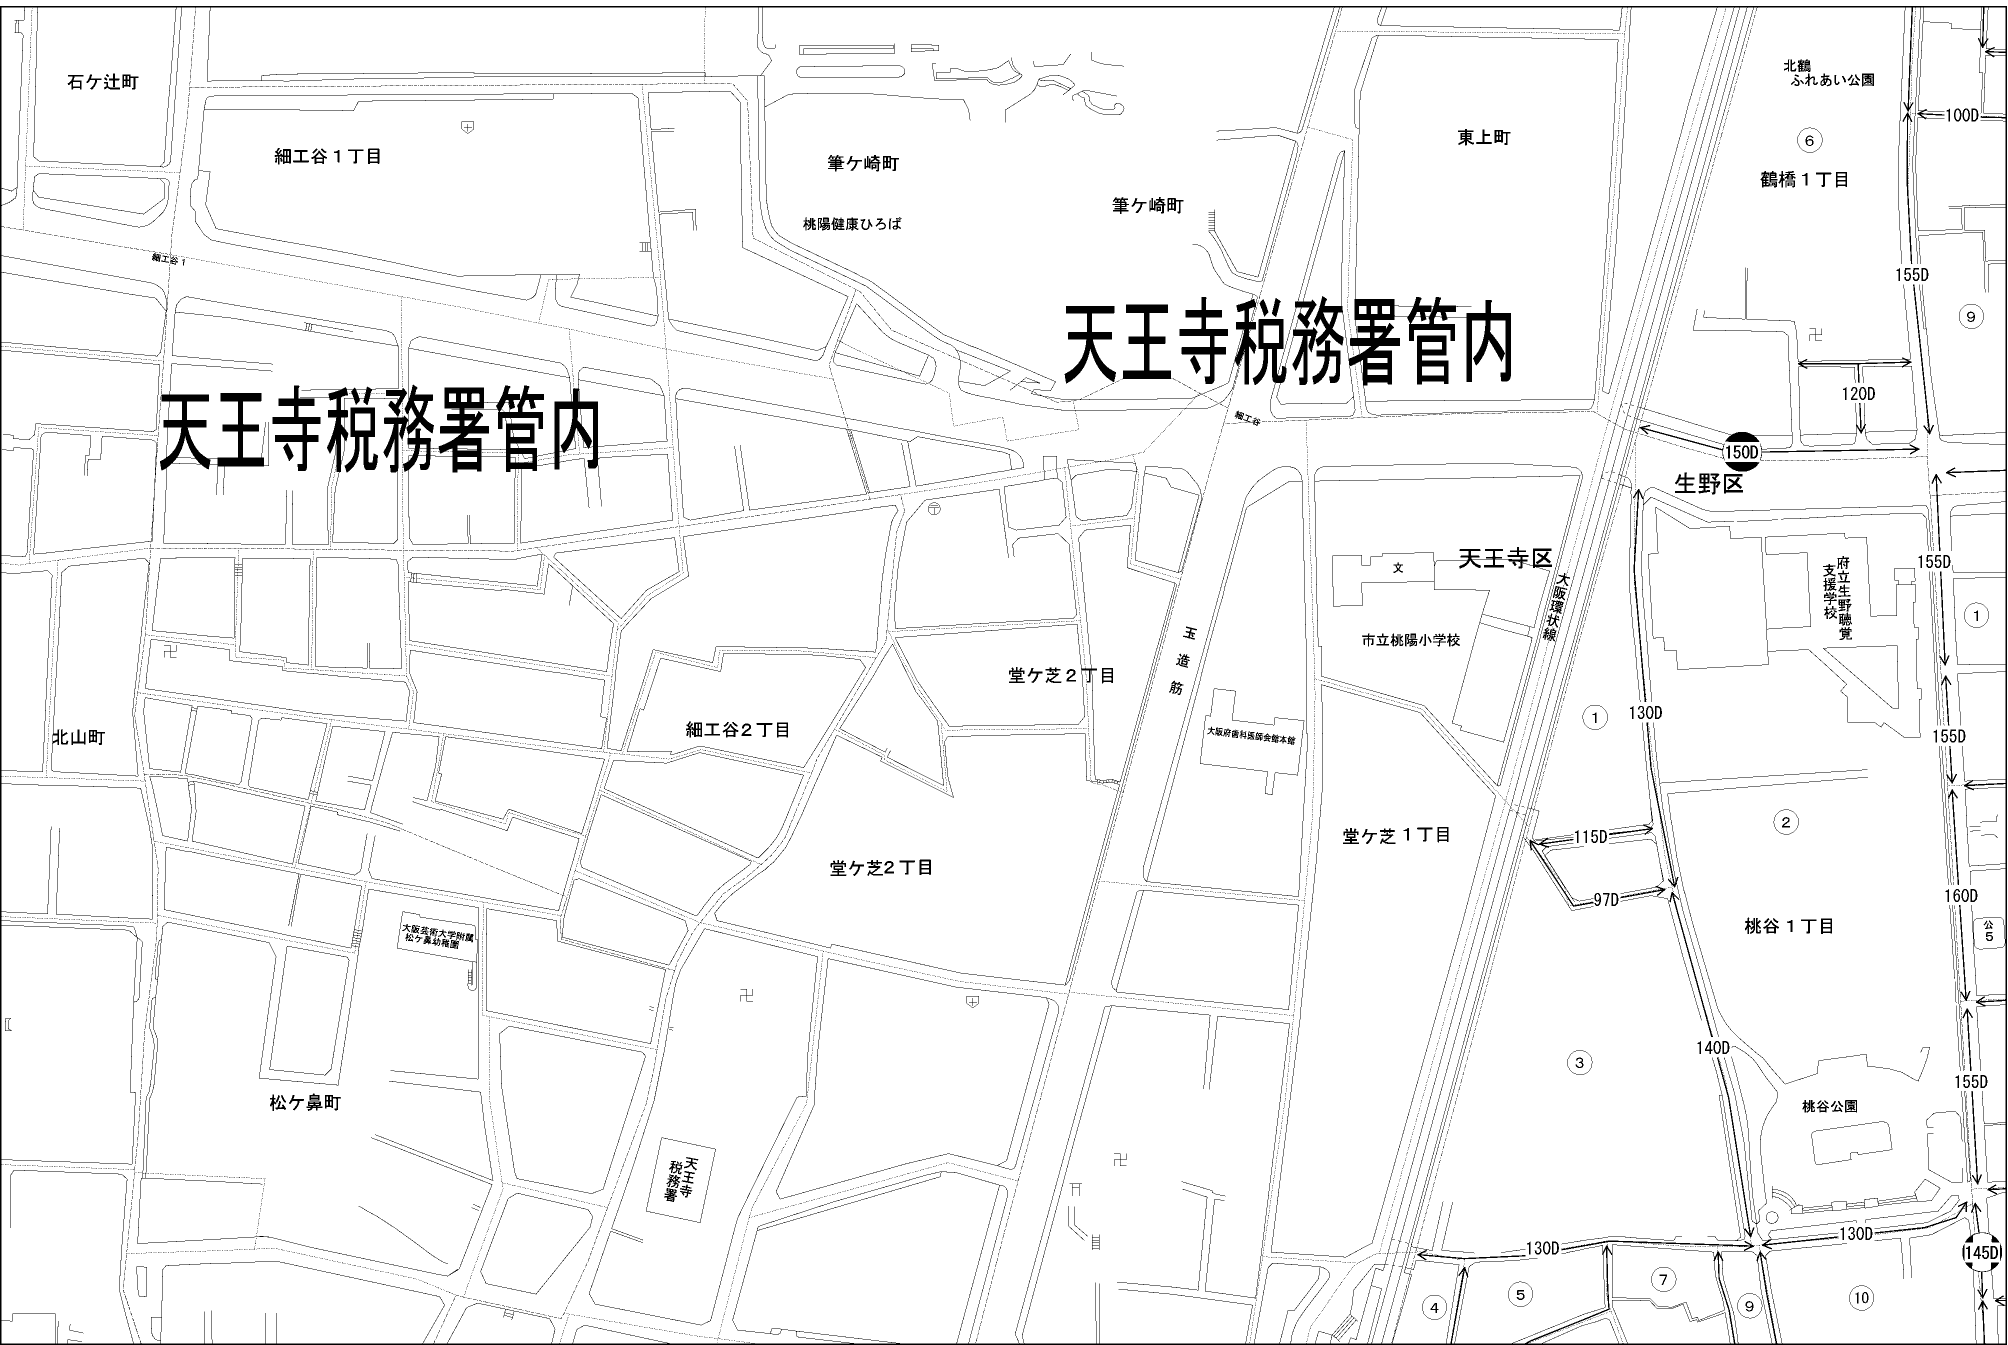 石ケ辻町
細工谷１丁目
筆ケ崎町
桃陽健康ひろば
筆ケ崎町
東上町
北鶴
ふれあい公園
100D
6
鶴橋１丁目
細工谷１
155D
9
天王寺税務署管内
天王寺税務署管内
120D
細工谷
150D
生野区
天王寺区
文
大阪環状線
府立生野聴覚
支援学校
155D
1
市立桃陽小学校
玉造筋
堂ケ芝２丁目
細工谷２丁目
北山町
大阪府歯科医師会館本館
1
130D
155D
2
堂ケ芝１丁目
115D
堂ケ芝２丁目
97D
160D
桃谷１丁目
公
5
大阪芸術大学附属
松ケ鼻幼稚園
3
140D
155D
桃谷公園
松ケ鼻町
天王寺
税務署
130D
130D
145D
4
5
7
9
10